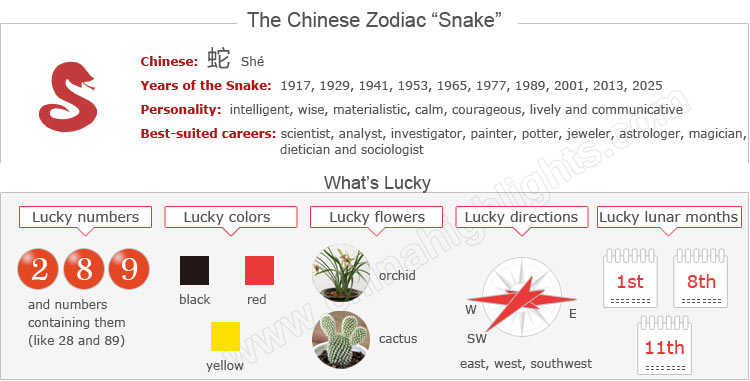 The Chinese Zodiac “Snake”
Chinese: 蛇 Shé
Years of the Snake: 1917, 1929, 1941, 1953, 1965, 1977, 1989, 2001, 2013, 2025
Personality: intelligent, wise, materialistic, calm, courageous, lively and communicative
Best-suited careers: scientist, analyst, investigator, painter, potter, jeweler, astrologer, magician,
dietician and sociologist
What’s Lucky
Lucky numbers
2 8 9
and numbers
containing them
(like 28 and 89)
Lucky colors
black
red
yellow
Lucky flowers
orchid
cactus
Lucky directions
W
E
SW
east, west, southwest
Lucky lunar months
1st
8th
11th
www.chinahighlights.com